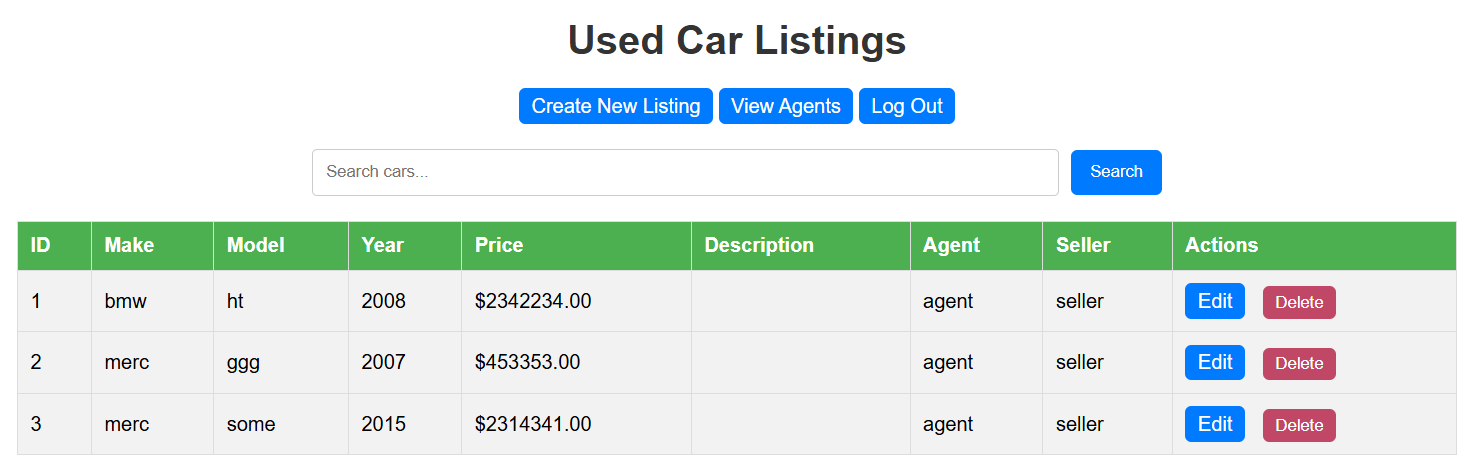 Used Car Listings
Create New Listing View Agents Log Out
Search cars... Search
ID Make Model Year Price Description Agent Seller Actions
1 bmw ht 2008 $2342234.00 agent seller Edit Delete
2 merc ggg 2007 $453353.00 agent seller Edit Delete
3 merc some 2015 $2314341.00 agent seller Edit Delete